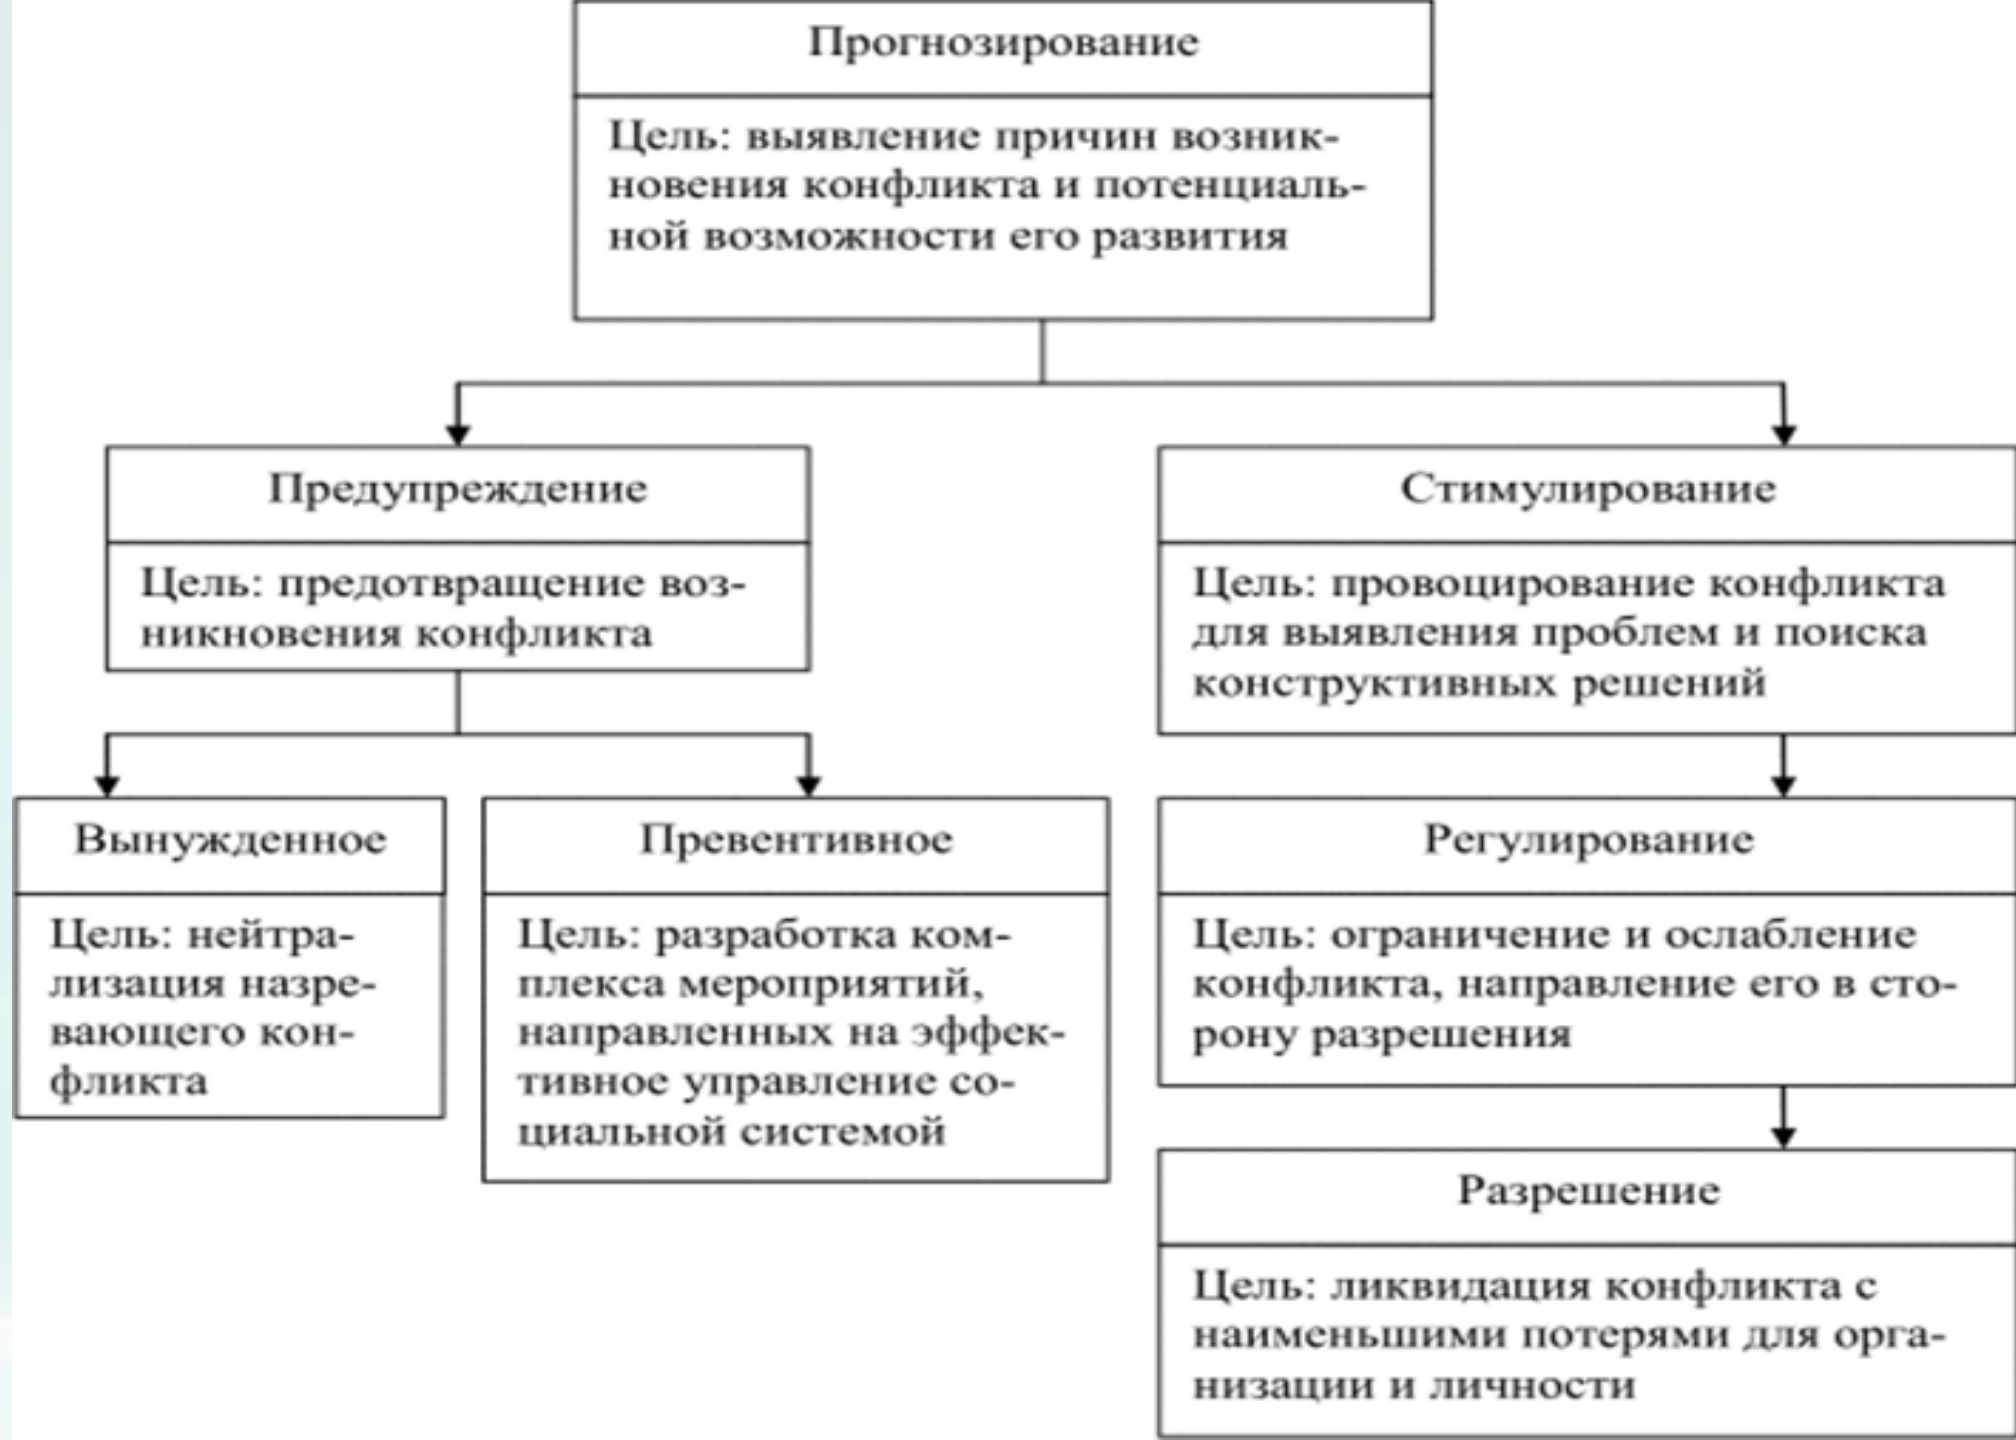 Прогнозирование
Цель: выявление причин возник-
новения конфликта и потенциаль-
ной возможности его развития
Предупреждение
Цель: предотвращение воз-
никновения конфликта
Стимулирование
Цель: провоцирование конфликта
для выявления проблем и поиска
конструктивных решений
Вынужденное
Цель: нейтра-
лизация назре-
вающего кон-
фликта
Превентивное
Цель: разработка ком-
плекса мероприятий,
направленных на эффек-
тивное управление со-
циальной системой
Регулирование
Цель: ограничение и ослабление
конфликта, направление его в сто-
рону разрешения
Разрешение
Цель: ликвидация конфликта с
наименьшими потерями для орга-
низации и личности